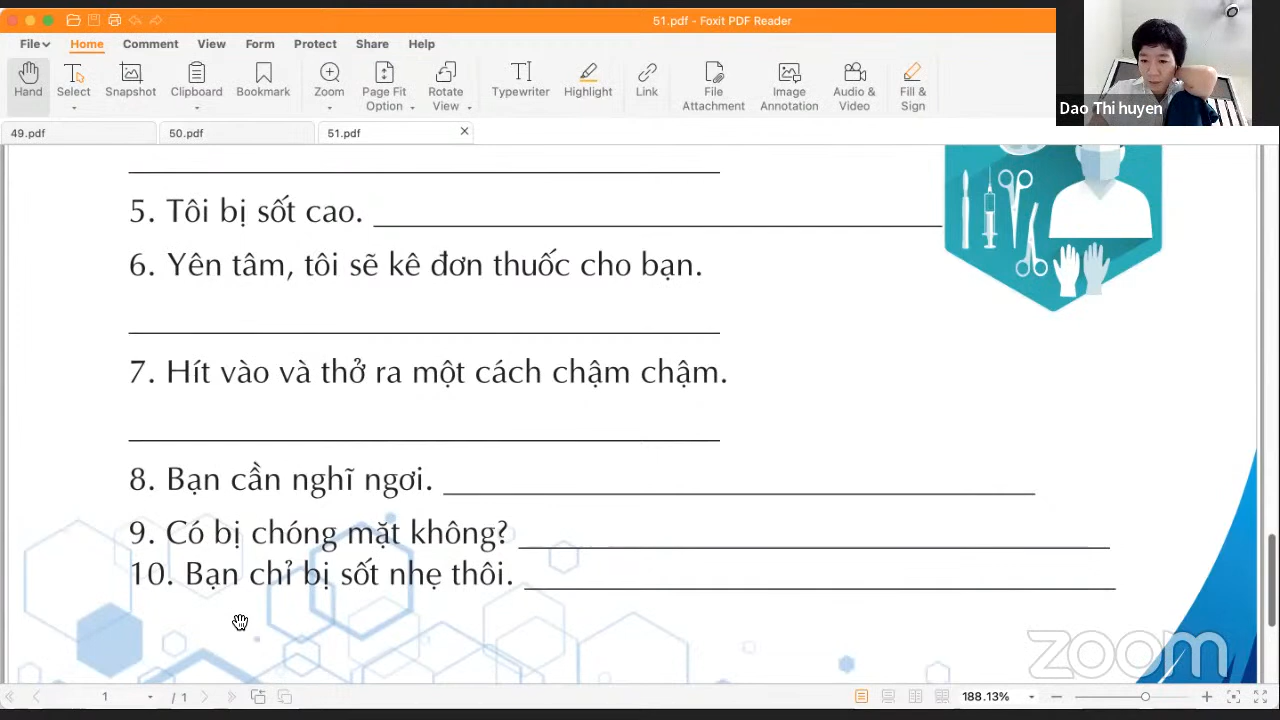 51.pdf - Foxit PDF Reader
File Home Comment View Form Protect Share Help
Hand Select Snapshot Clipboard Bookmark Zoom Page Fit Option Rotate View Typewriter Highlight Link File Attachment Image Annotation Audio & Video Fill & Sign
Dao Thi huyen
49.pdf 50.pdf 51.pdf
5. Tôi bị sốt cao.
6. Yên tâm, tôi sẽ kê đơn thuốc cho bạn.
7. Hít vào và thở ra một cách chậm chậm.
8. Bạn cần nghĩ ngơi.
9. Có bị chóng mặt không?
10. Bạn chỉ bị sốt nhẹ thôi.
zoom
1 / 1 188.13%